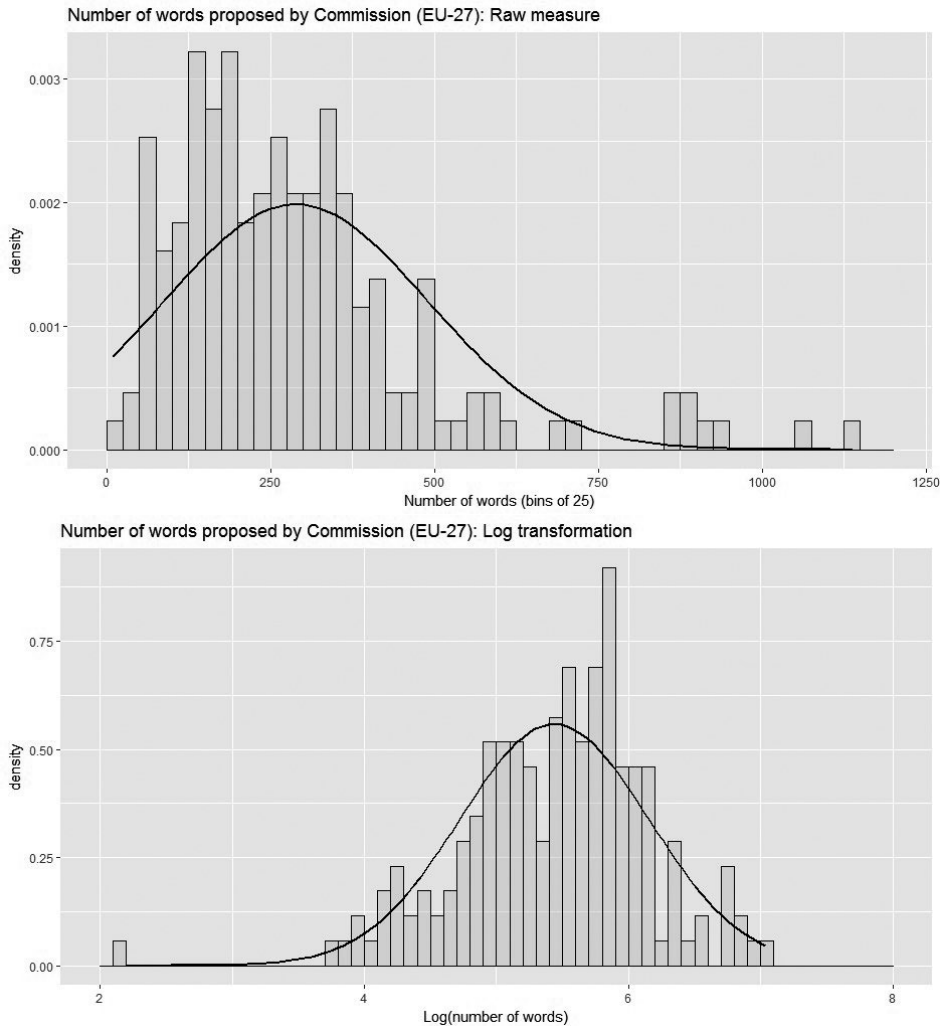 Number of words proposed by Commission (EU-27): Raw measure
0.003
0.002
0.001
0.000
density
0 250 500 750 1000 1250
Number of words (bins of 25)
Number of words proposed by Commission (EU-27): Log transformation
0.75
0.50
0.25
0.00
density
2 4 6 8
Log(number of words)